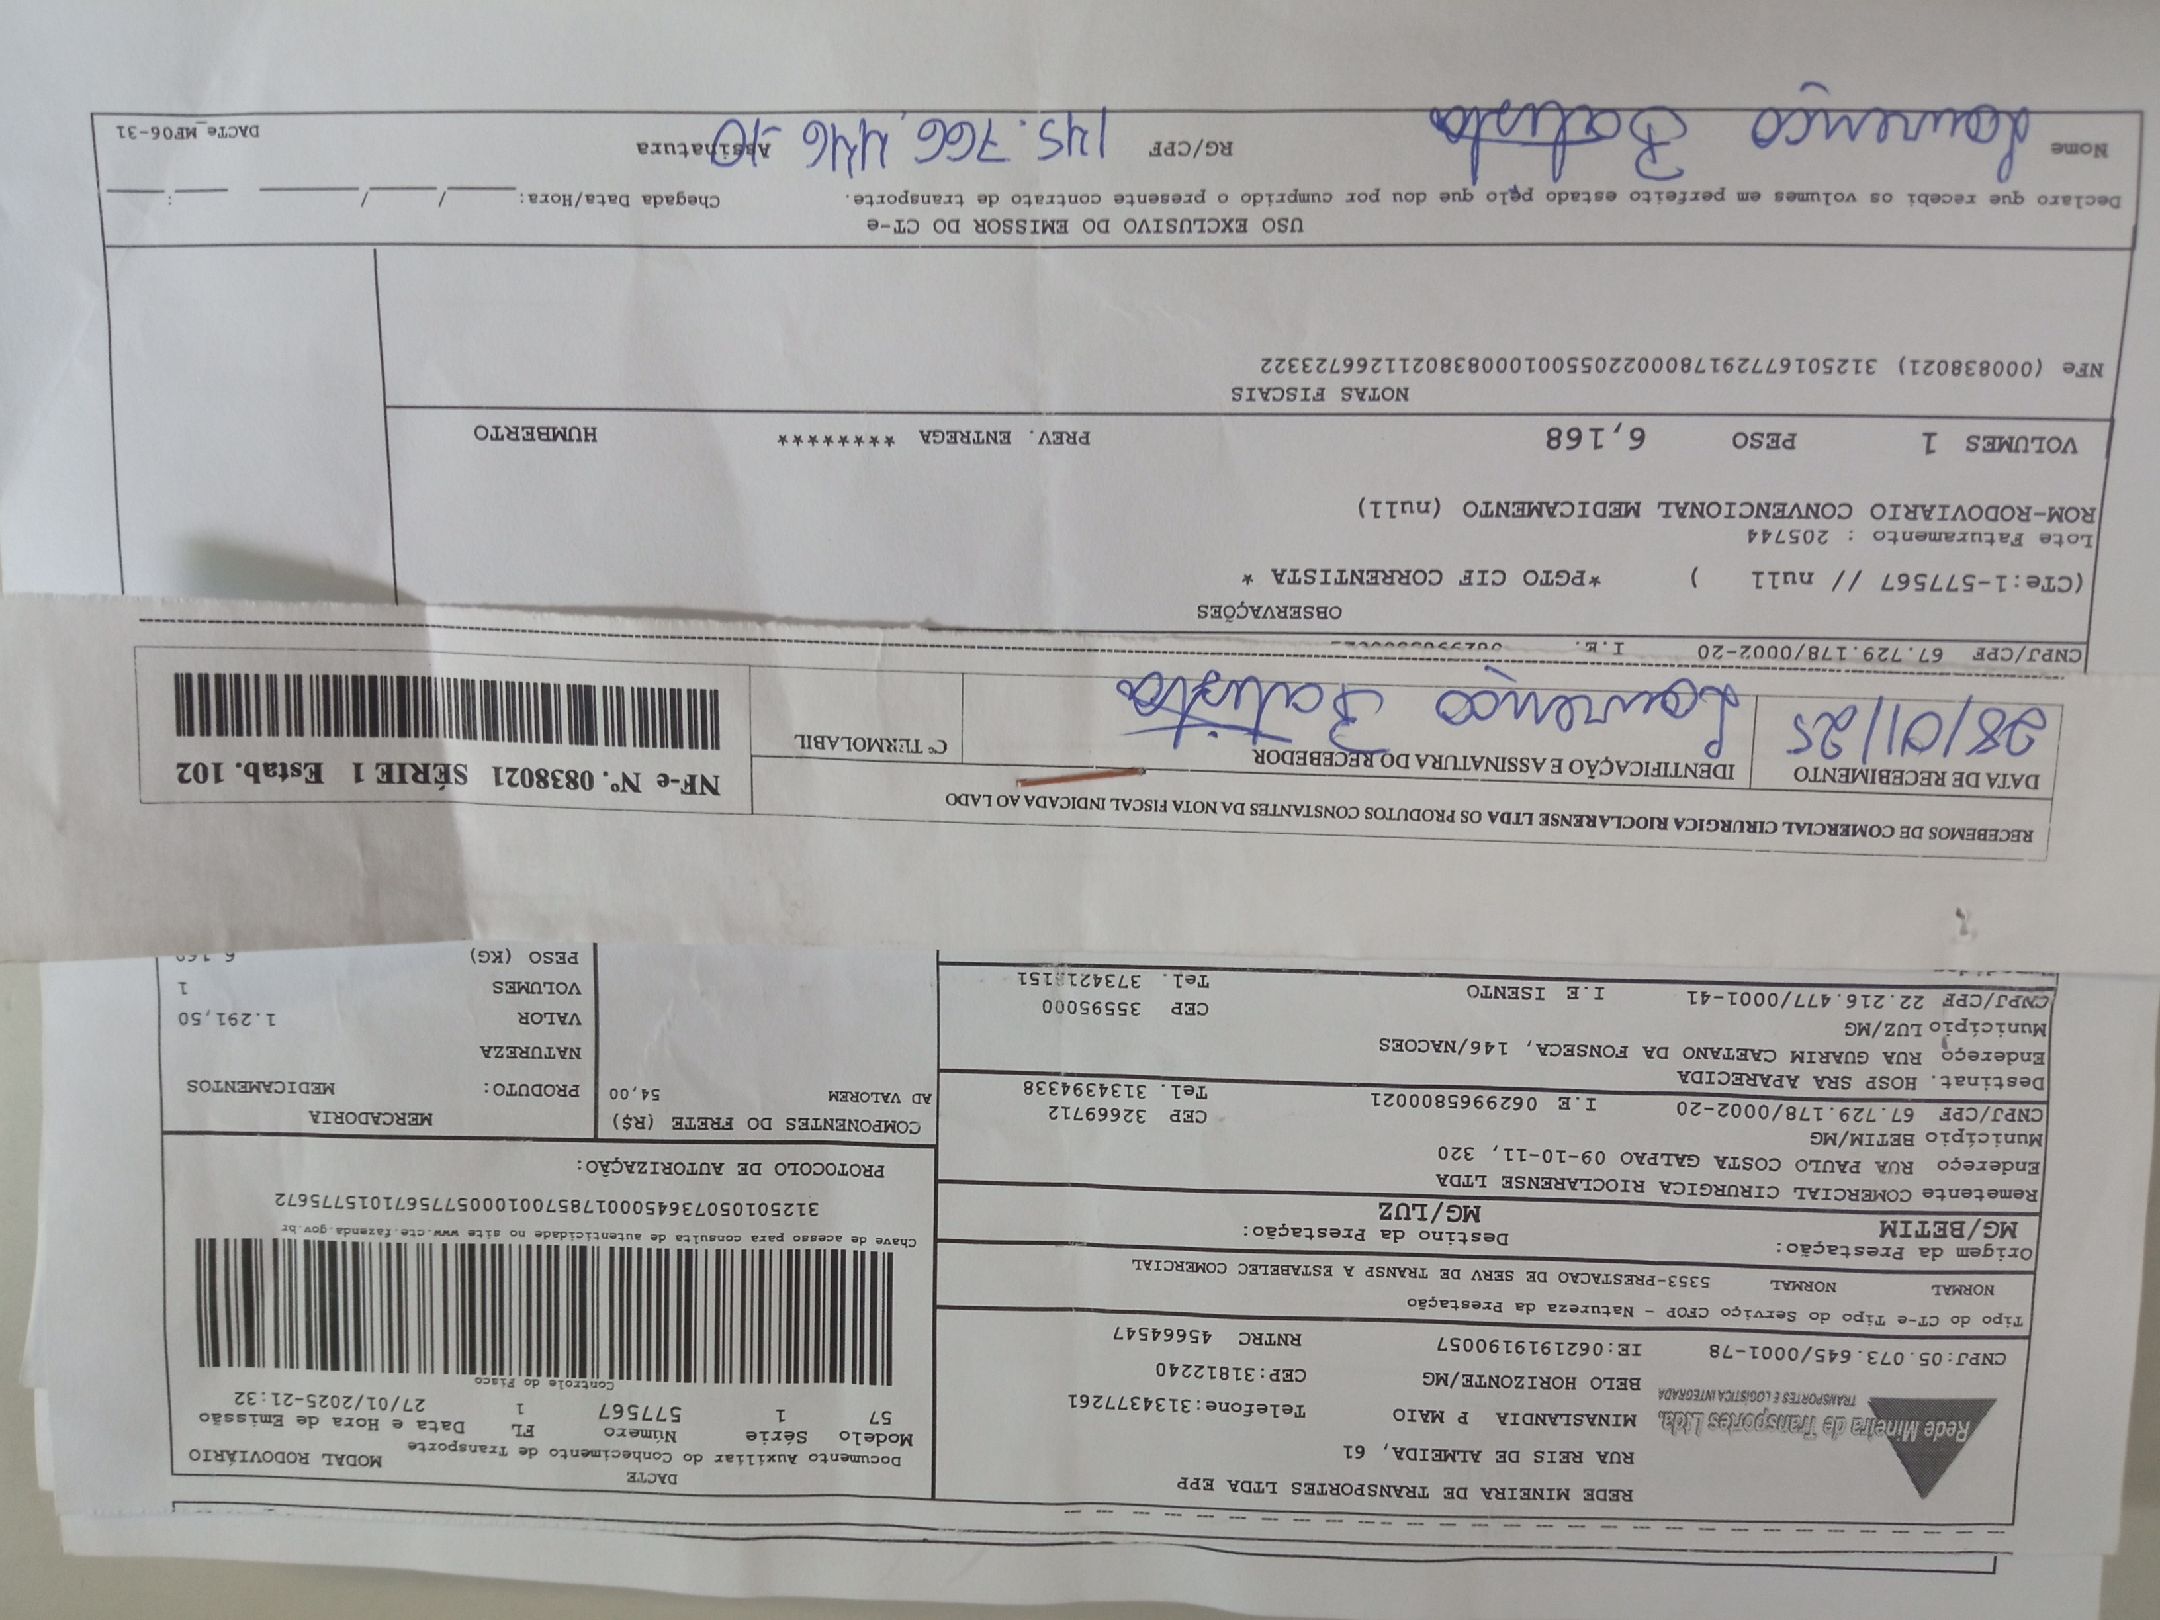 REDE MINEIRA DE TRANSPORTES LTDA EPP
RUA REIS DE ALMEIDA, 61
MINASLANDIA P MAIO Telefone:3134377261
BELO HORIZONTE/MG CEP:31812240
CNPJ:05.073.645/0001-78 IE:0621919190057 RNTRC 45664547
Rede Mineira de Transportes Ltda.
TRANSPORTES E LOGÍSTICA INTEGRADA
DACTE
Documento Auxiliar do Conhecimento de Transporte MODAL RODOVIÁRIO
Modelo Série Número FL Data e Hora de Emissão
57 1 577567 1 27/01/2025-21:32
Controle do Fisco
Tipo do CT-e Tipo do Serviço CFOP - Natureza da Prestação
NORMAL NORMAL 5353-PRESTACAO DE SERV DE TRANSP A ESTABELEC COMERCIAL
Origem da Prestação: Destino da Prestação:
MG/BETIM MG/LUZ
Chave de acesso para consulta de autenticidade no site www.cte.fazenda.gov.br
31250105073645000178570010005775671015775672
PROTOCOLO DE AUTORIZAÇÃO:
Remetente COMERCIAL CIRURGICA RIOCLARENSE LTDA
Endereço RUA PAULO COSTA GALPAO 09-10-11, 320
Município BETIM/MG CEP 32669712
CNPJ/CPF 67.729.178/0002-20 I.E 0629965800021 Tel. 3134394338
Destinat. HOSP SRA APARECIDA
Endereço RUA GUARIM CAETANO DA FONSECA, 146/NACOES
Município LUZ/MG CEP 35595000
CNPJ/CPF 22.216.477/0001-41 I.E ISENTO Tel. 3734213151
COMPONENTES DO FRETE (R$)
AD VALOREM 54,00
MERCADORIA
PRODUTO: MEDICAMENTOS
NATUREZA
VALOR 1.291,50
VOLUMES 1
PESO (KG) 6,168
RECEBEMOS DE COMERCIAL CIRURGICA RIOCLARENSE LTDA OS PRODUTOS CONSTANTES DA NOTA FISCAL INDICADA AO LADO
DATA DE RECEBIMENTO IDENTIFICAÇÃO E ASSINATURA DO RECEBEDOR C° TERMOLABIL
28/01/25 Lourenço Batista
NF-e Nº. 0838021 SÉRIE 1 Estab. 102
CNPJ/CPF 67.729.178/0002-20 I.E.
OBSERVAÇÕES
(CTe:1-577567 // null ) *PGTO CIF CORRENTISTA *
Lote Faturamento : 205744
ROM-RODOVIARIO CONVENCIONAL MEDICAMENTO (null)
VOLUMES 1 PESO 6,168 PREV. ENTREGA ******** HUMBERTO
NOTAS FISCAIS
NFe (000838021) 31250167729178000220550010008380211266723322
USO EXCLUSIVO DO EMISSOR DO CT-e
Declaro que recebi os volumes em perfeito estado pelo que dou por cumprido o presente contrato de transporte. Chegada Data/Hora: ____/____/____ ___:___
Nome Lourenço Batista RG/CPF 145.766.446-10 Assinatura
DACTe_MF06-31